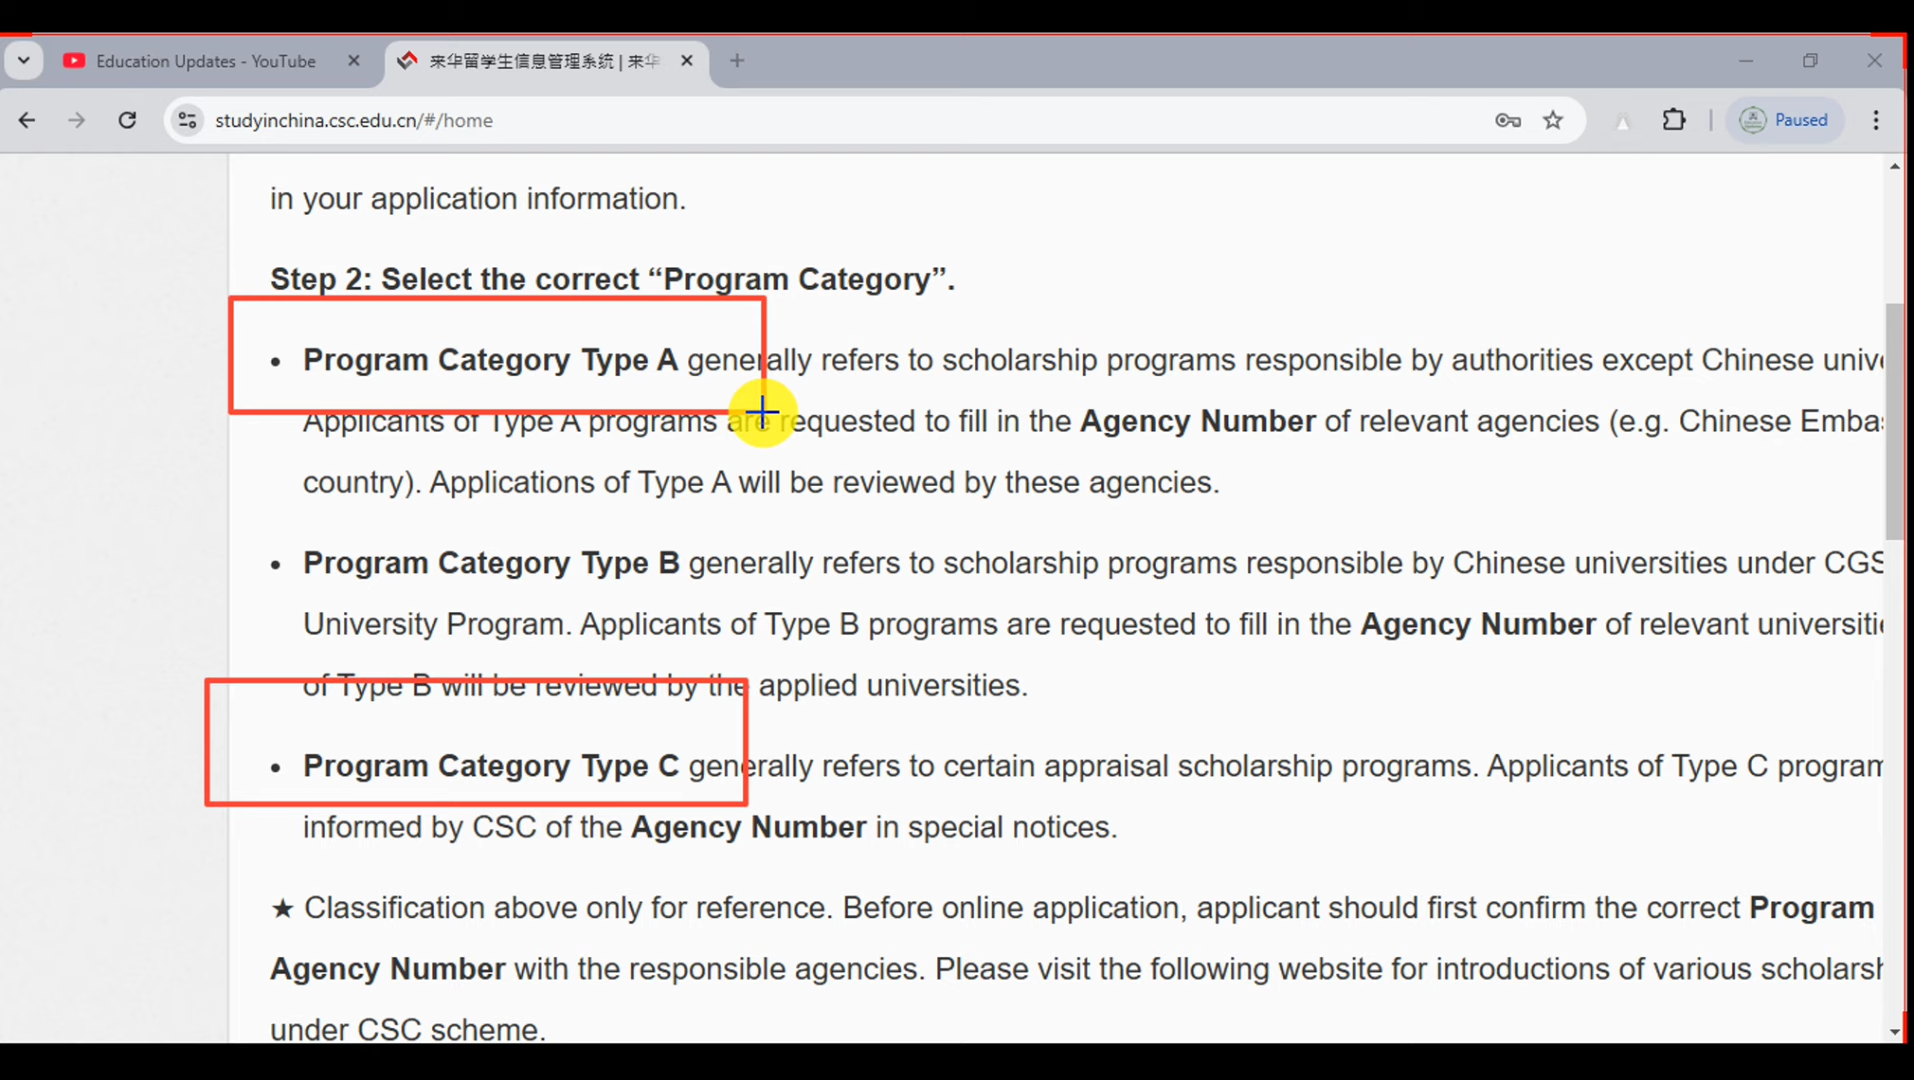 Education Updates - YouTube
来华留学生信息管理系统 | 来华
studyinchina.csc.edu.cn/#/home
Paused
in your application information.
Step 2: Select the correct “Program Category”.
• Program Category Type A generally refers to scholarship programs responsible by authorities except Chinese unive
Applicants of Type A programs are requested to fill in the Agency Number of relevant agencies (e.g. Chinese Embas
country). Applications of Type A will be reviewed by these agencies.
• Program Category Type B generally refers to scholarship programs responsible by Chinese universities under CGS
University Program. Applicants of Type B programs are requested to fill in the Agency Number of relevant universitie
of Type B will be reviewed by the applied universities.
• Program Category Type C generally refers to certain appraisal scholarship programs. Applicants of Type C program
informed by CSC of the Agency Number in special notices.
★ Classification above only for reference. Before online application, applicant should first confirm the correct Program
Agency Number with the responsible agencies. Please visit the following website for introductions of various scholarsh
under CSC scheme.